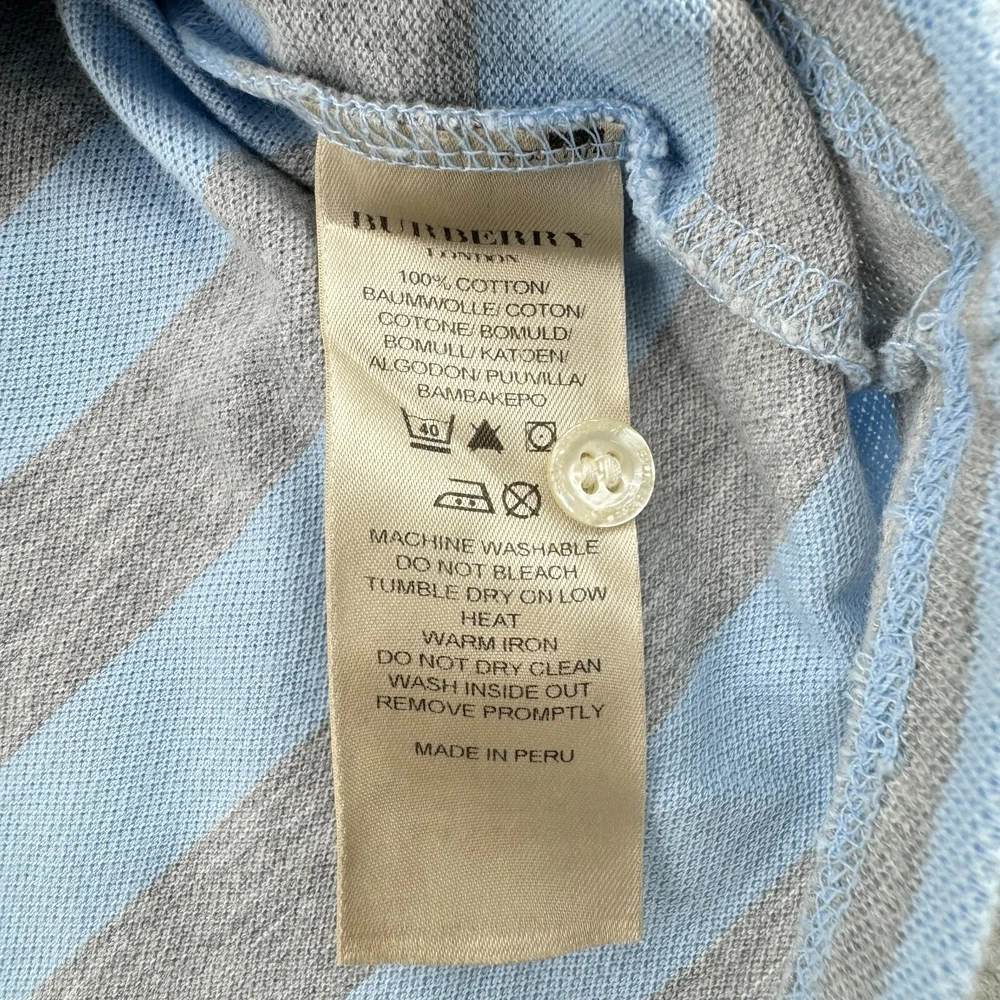 BURBERRY
LONDON
100% COTTON/
BAUMWOLLE/ COTON/
COTONE/ BOMULD/
BOMULL/ KATOEN/
ALGODON/ PUUVILLA/
BAMBAKEPO
40
MACHINE WASHABLE
DO NOT BLEACH
TUMBLE DRY ON LOW
HEAT
WARM IRON
DO NOT DRY CLEAN
WASH INSIDE OUT
REMOVE PROMPTLY
MADE IN PERU